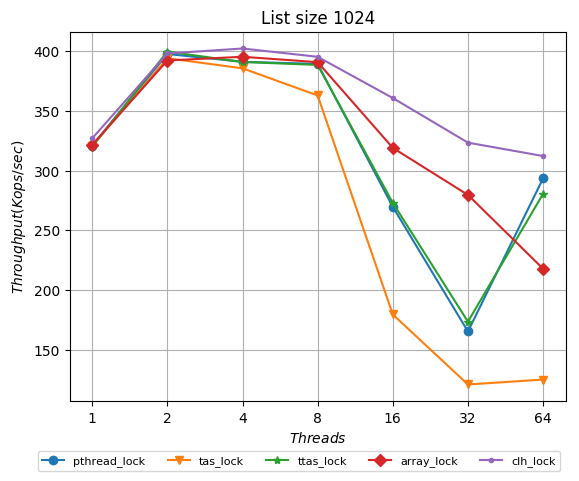 List size 1024
400
350
300
250
200
150
Throughput(Kops/sec)
1 2 4 8 16 32 64
Threads
pthread_lock tas_lock ttas_lock array_lock clh_lock